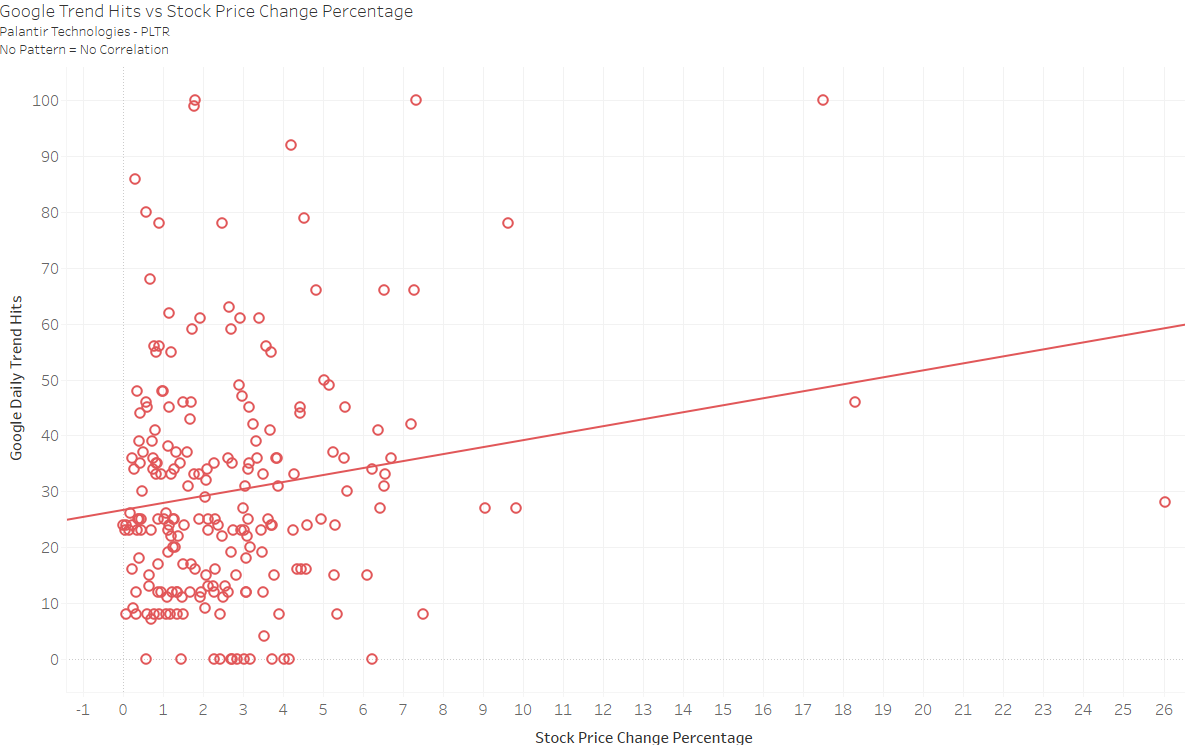 Google Trend Hits vs Stock Price Change Percentage
Palantir Technologies - PLTR
No Pattern = No Correlation
100
90
80
70
60
50
40
30
20
10
0
Google Daily Trend Hits
-1 0 1 2 3 4 5 6 7 8 9 10 11 12 13 14 15 16 17 18 19 20 21 22 23 24 25 26
Stock Price Change Percentage